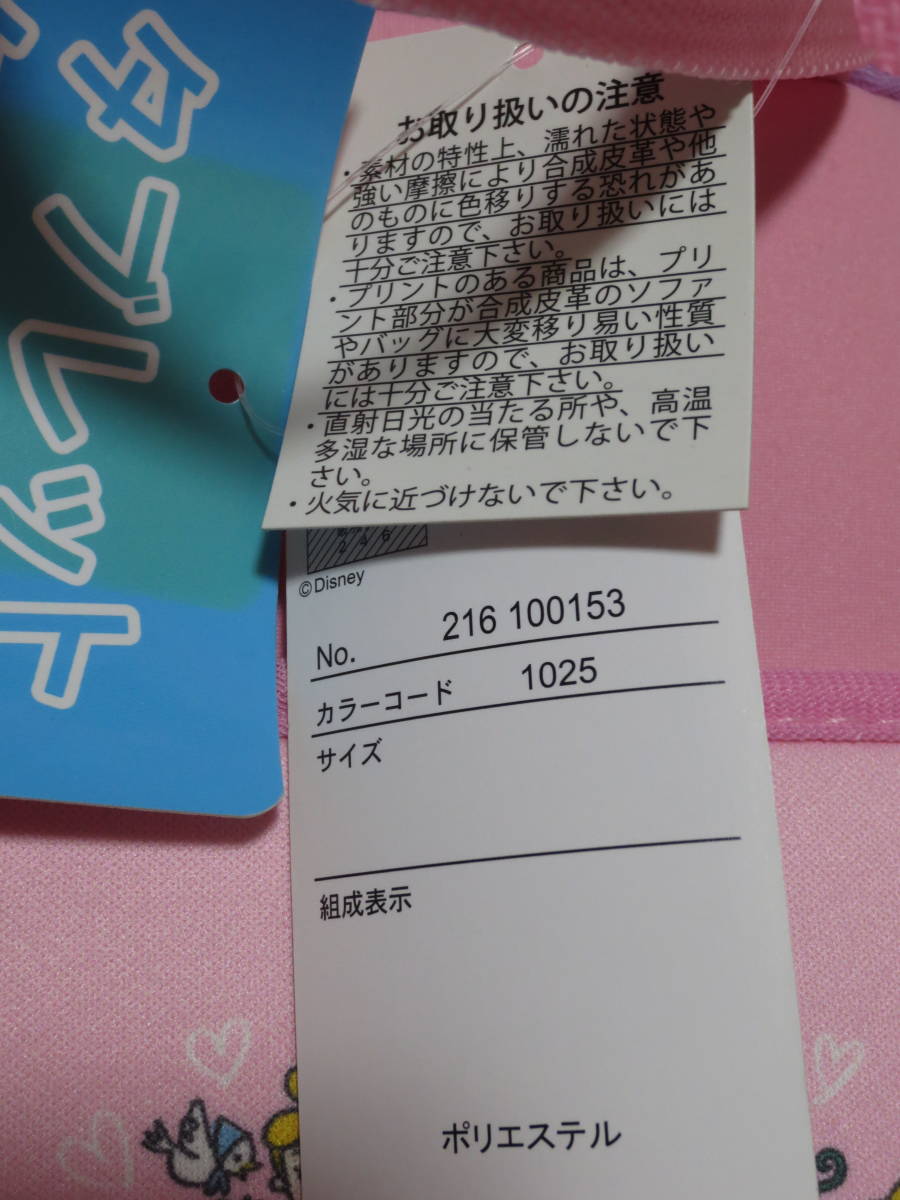 タブレット
お取り扱いの注意
・素材の特性上、濡れた状態や
強い摩擦により合成皮革や他
のものに色移りする恐れがあ
りますので、お取り扱いには
十分ご注意下さい。
・プリントのある商品は、プリ
ント部分が合成皮革のソファ
やバッグに大変移り易い性質
がありますので、お取り扱い
には十分ご注意下さい。
・直射日光の当たる所や、高温
多湿な場所に保管しないで下
さい。
・火気に近づけないで下さい。
2 4 6
©Disney
No. 216 100153
カラーコード 1025
サイズ
組成表示
ポリエステル